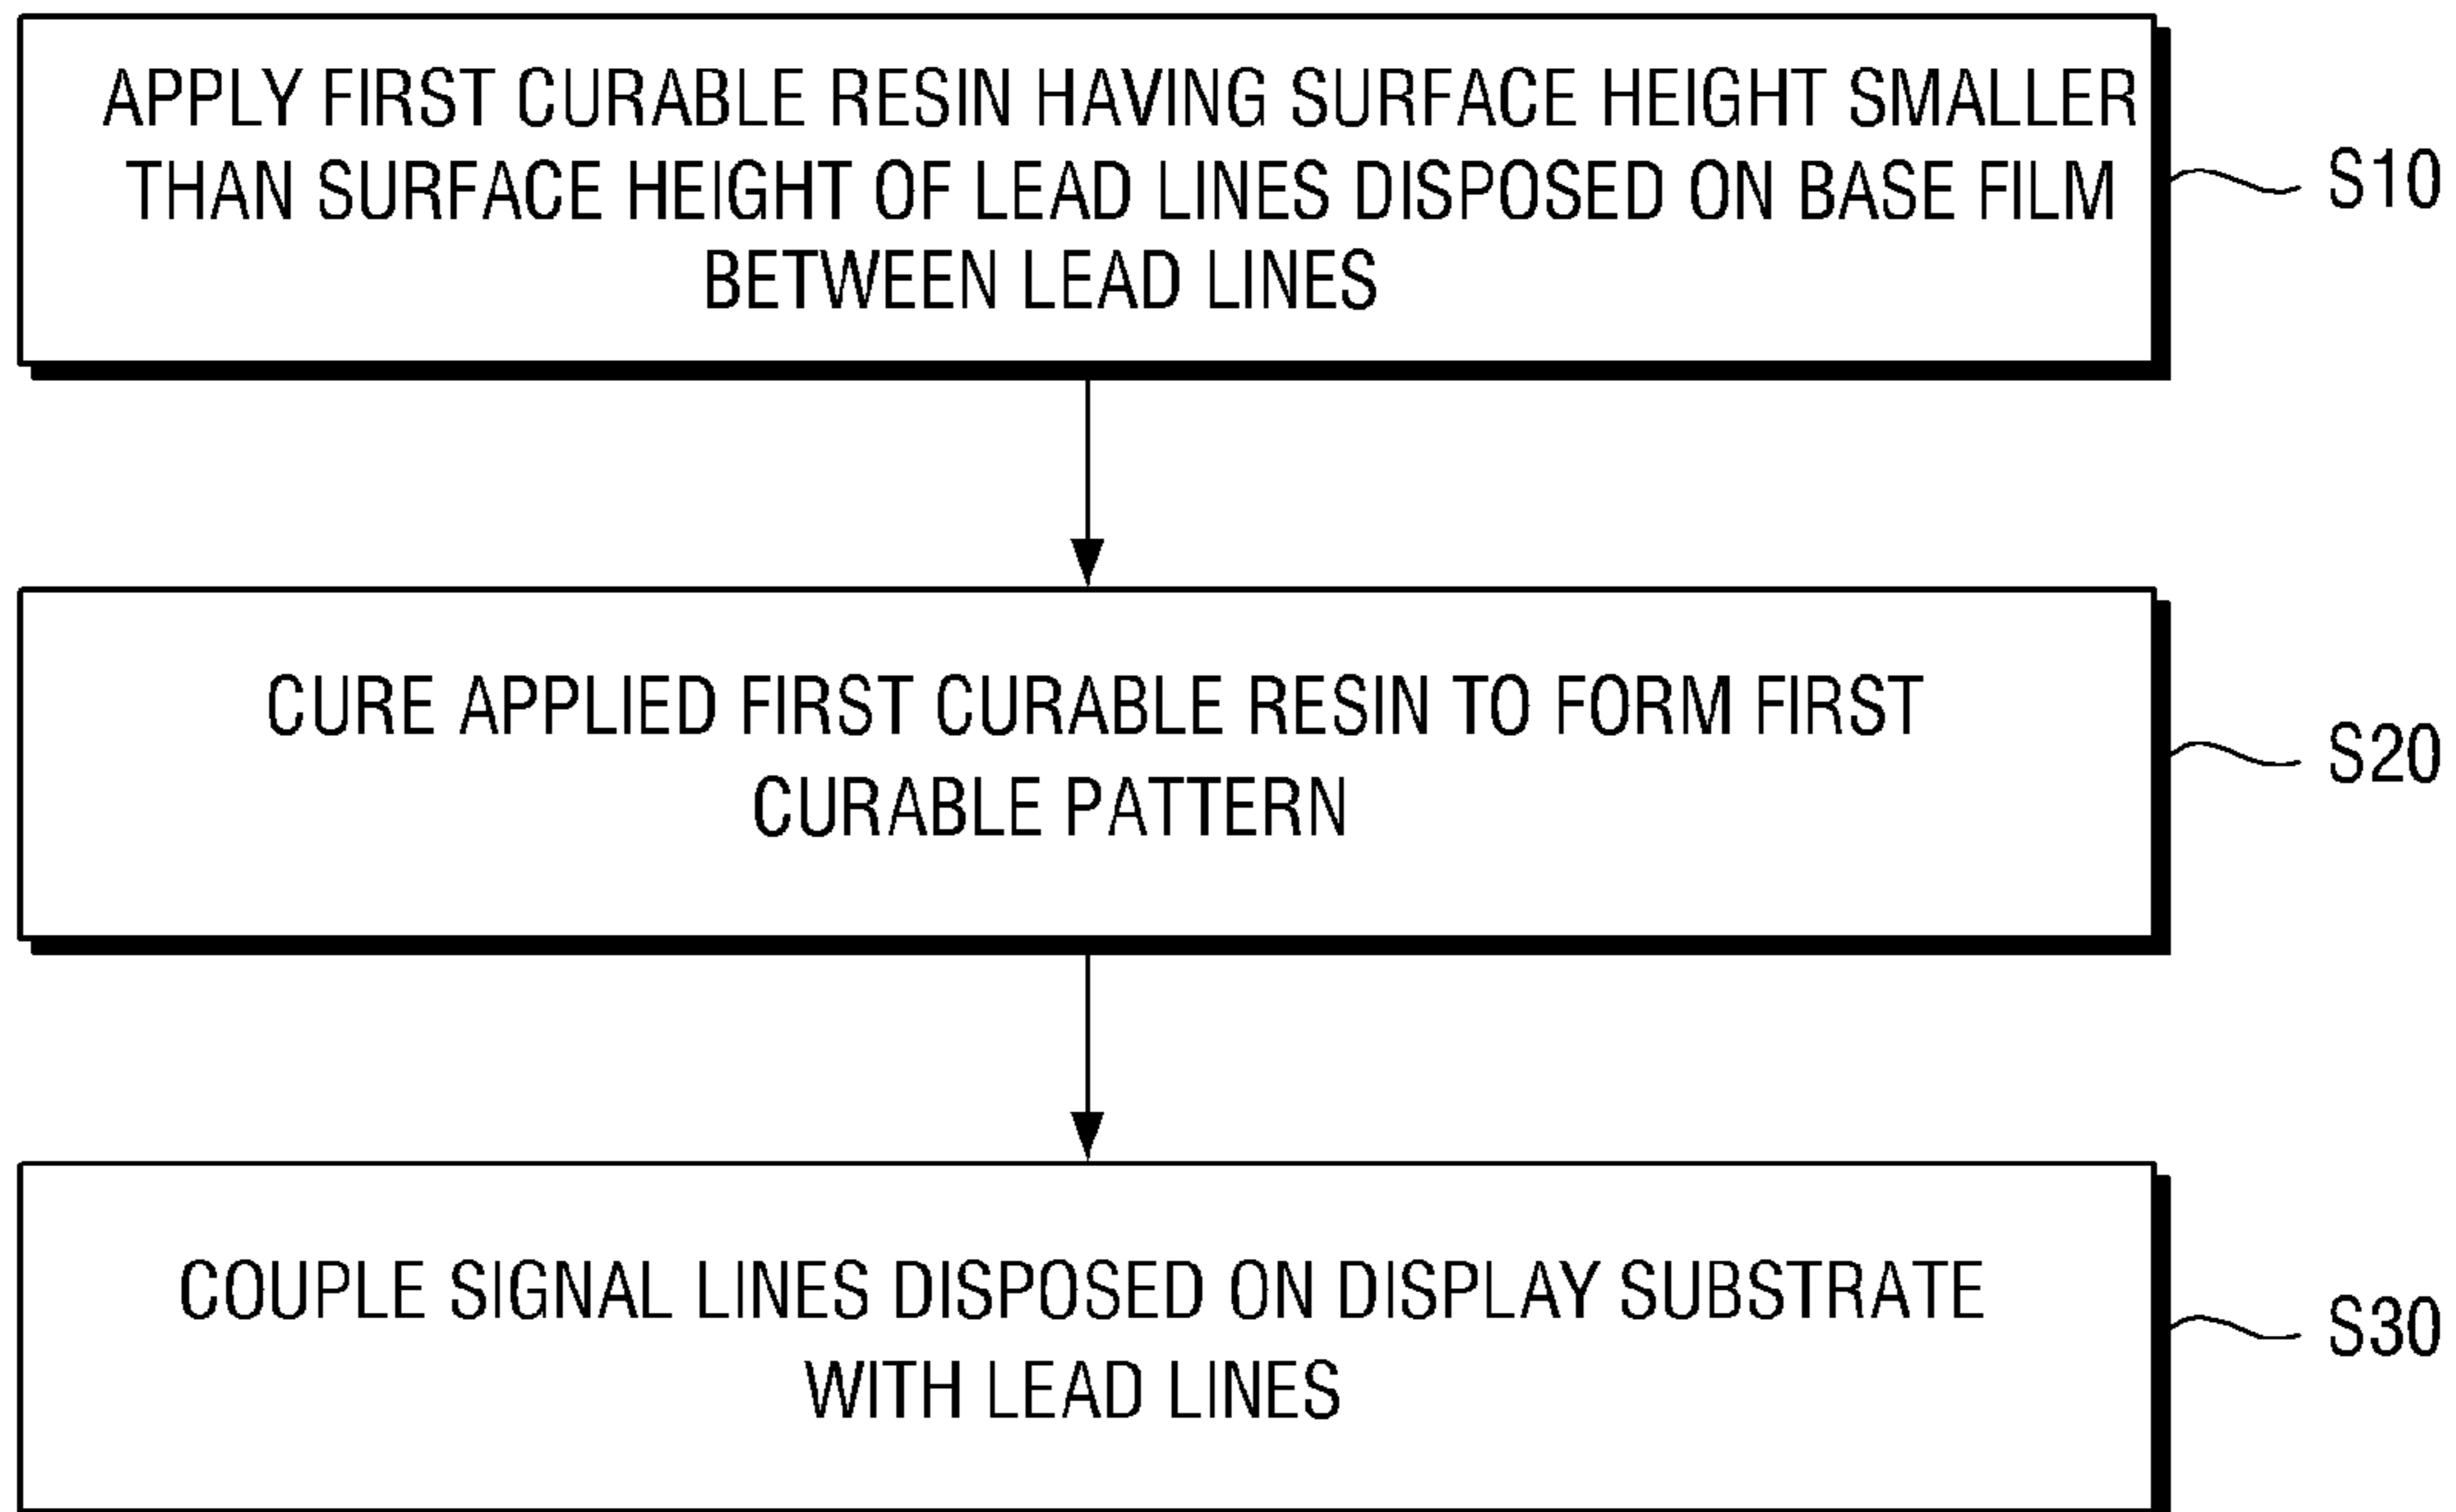 APPLY FIRST CURABLE RESIN HAVING SURFACE HEIGHT SMALLER
THAN SURFACE HEIGHT OF LEAD LINES DISPOSED ON BASE FILM
BETWEEN LEAD LINES
S10
CURE APPLIED FIRST CURABLE RESIN TO FORM FIRST
CURABLE PATTERN
S20
COUPLE SIGNAL LINES DISPOSED ON DISPLAY SUBSTRATE
WITH LEAD LINES
S30